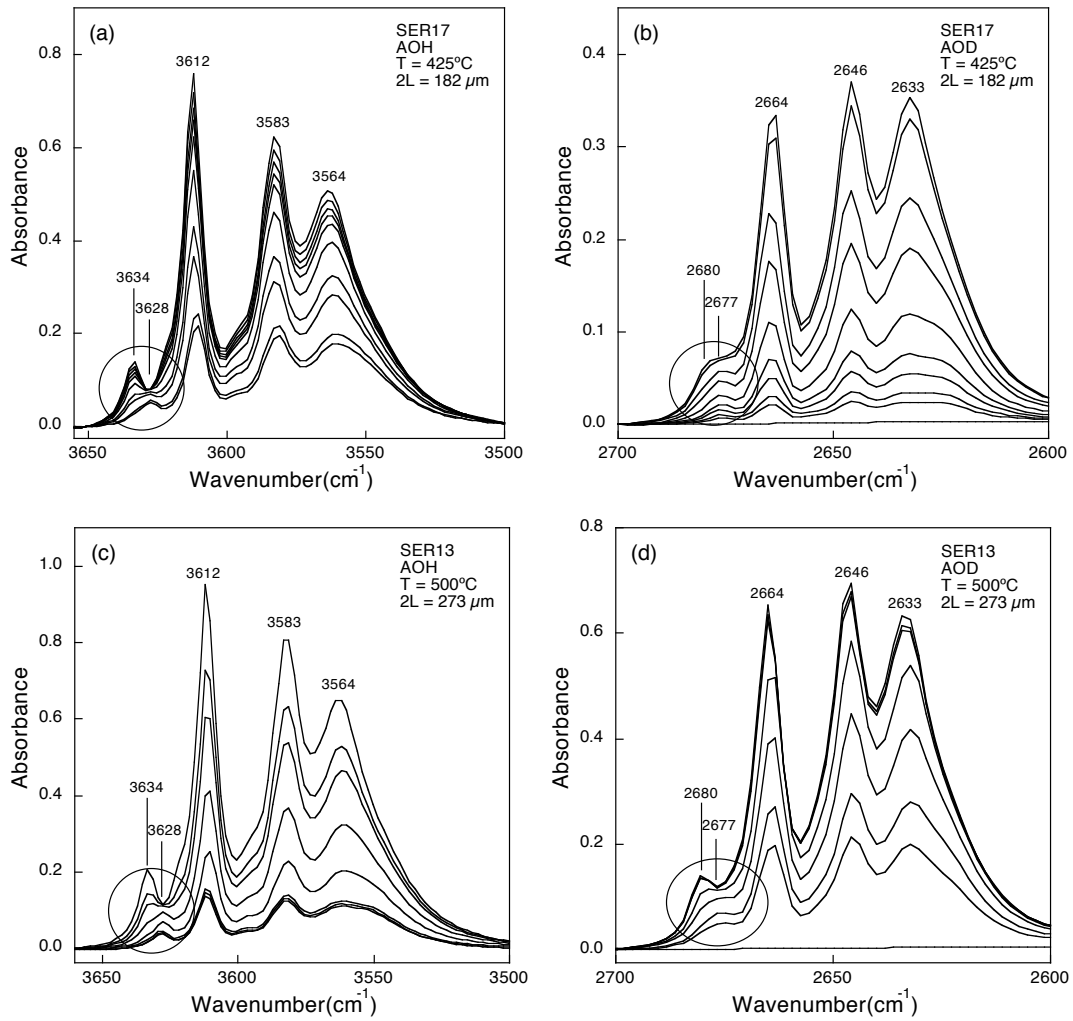 (a)
SER17
AOH
T = 425ºC
2L = 182 µm
3612
3583
3564
3634
3628
0.8
0.6
0.4
0.2
0.0
Absorbance
3650
3600
3550
3500
Wavenumber(cm-1)
(b)
SER17
AOD
T = 425ºC
2L = 182 µm
2664
2646
2633
2680
2677
0.4
0.3
0.2
0.1
0.0
Absorbance
2700
2650
2600
Wavenumber(cm-1)
(c)
SER13
AOH
T = 500ºC
2L = 273 µm
3612
3583
3564
3634
3628
1.0
0.8
0.6
0.4
0.2
0.0
Absorbance
3650
3600
3550
3500
Wavenumber(cm-1)
(d)
SER13
AOD
T = 500ºC
2L = 273 µm
2664
2646
2633
2680
2677
0.8
0.6
0.4
0.2
0.0
Absorbance
2700
2650
2600
Wavenumber(cm-1)